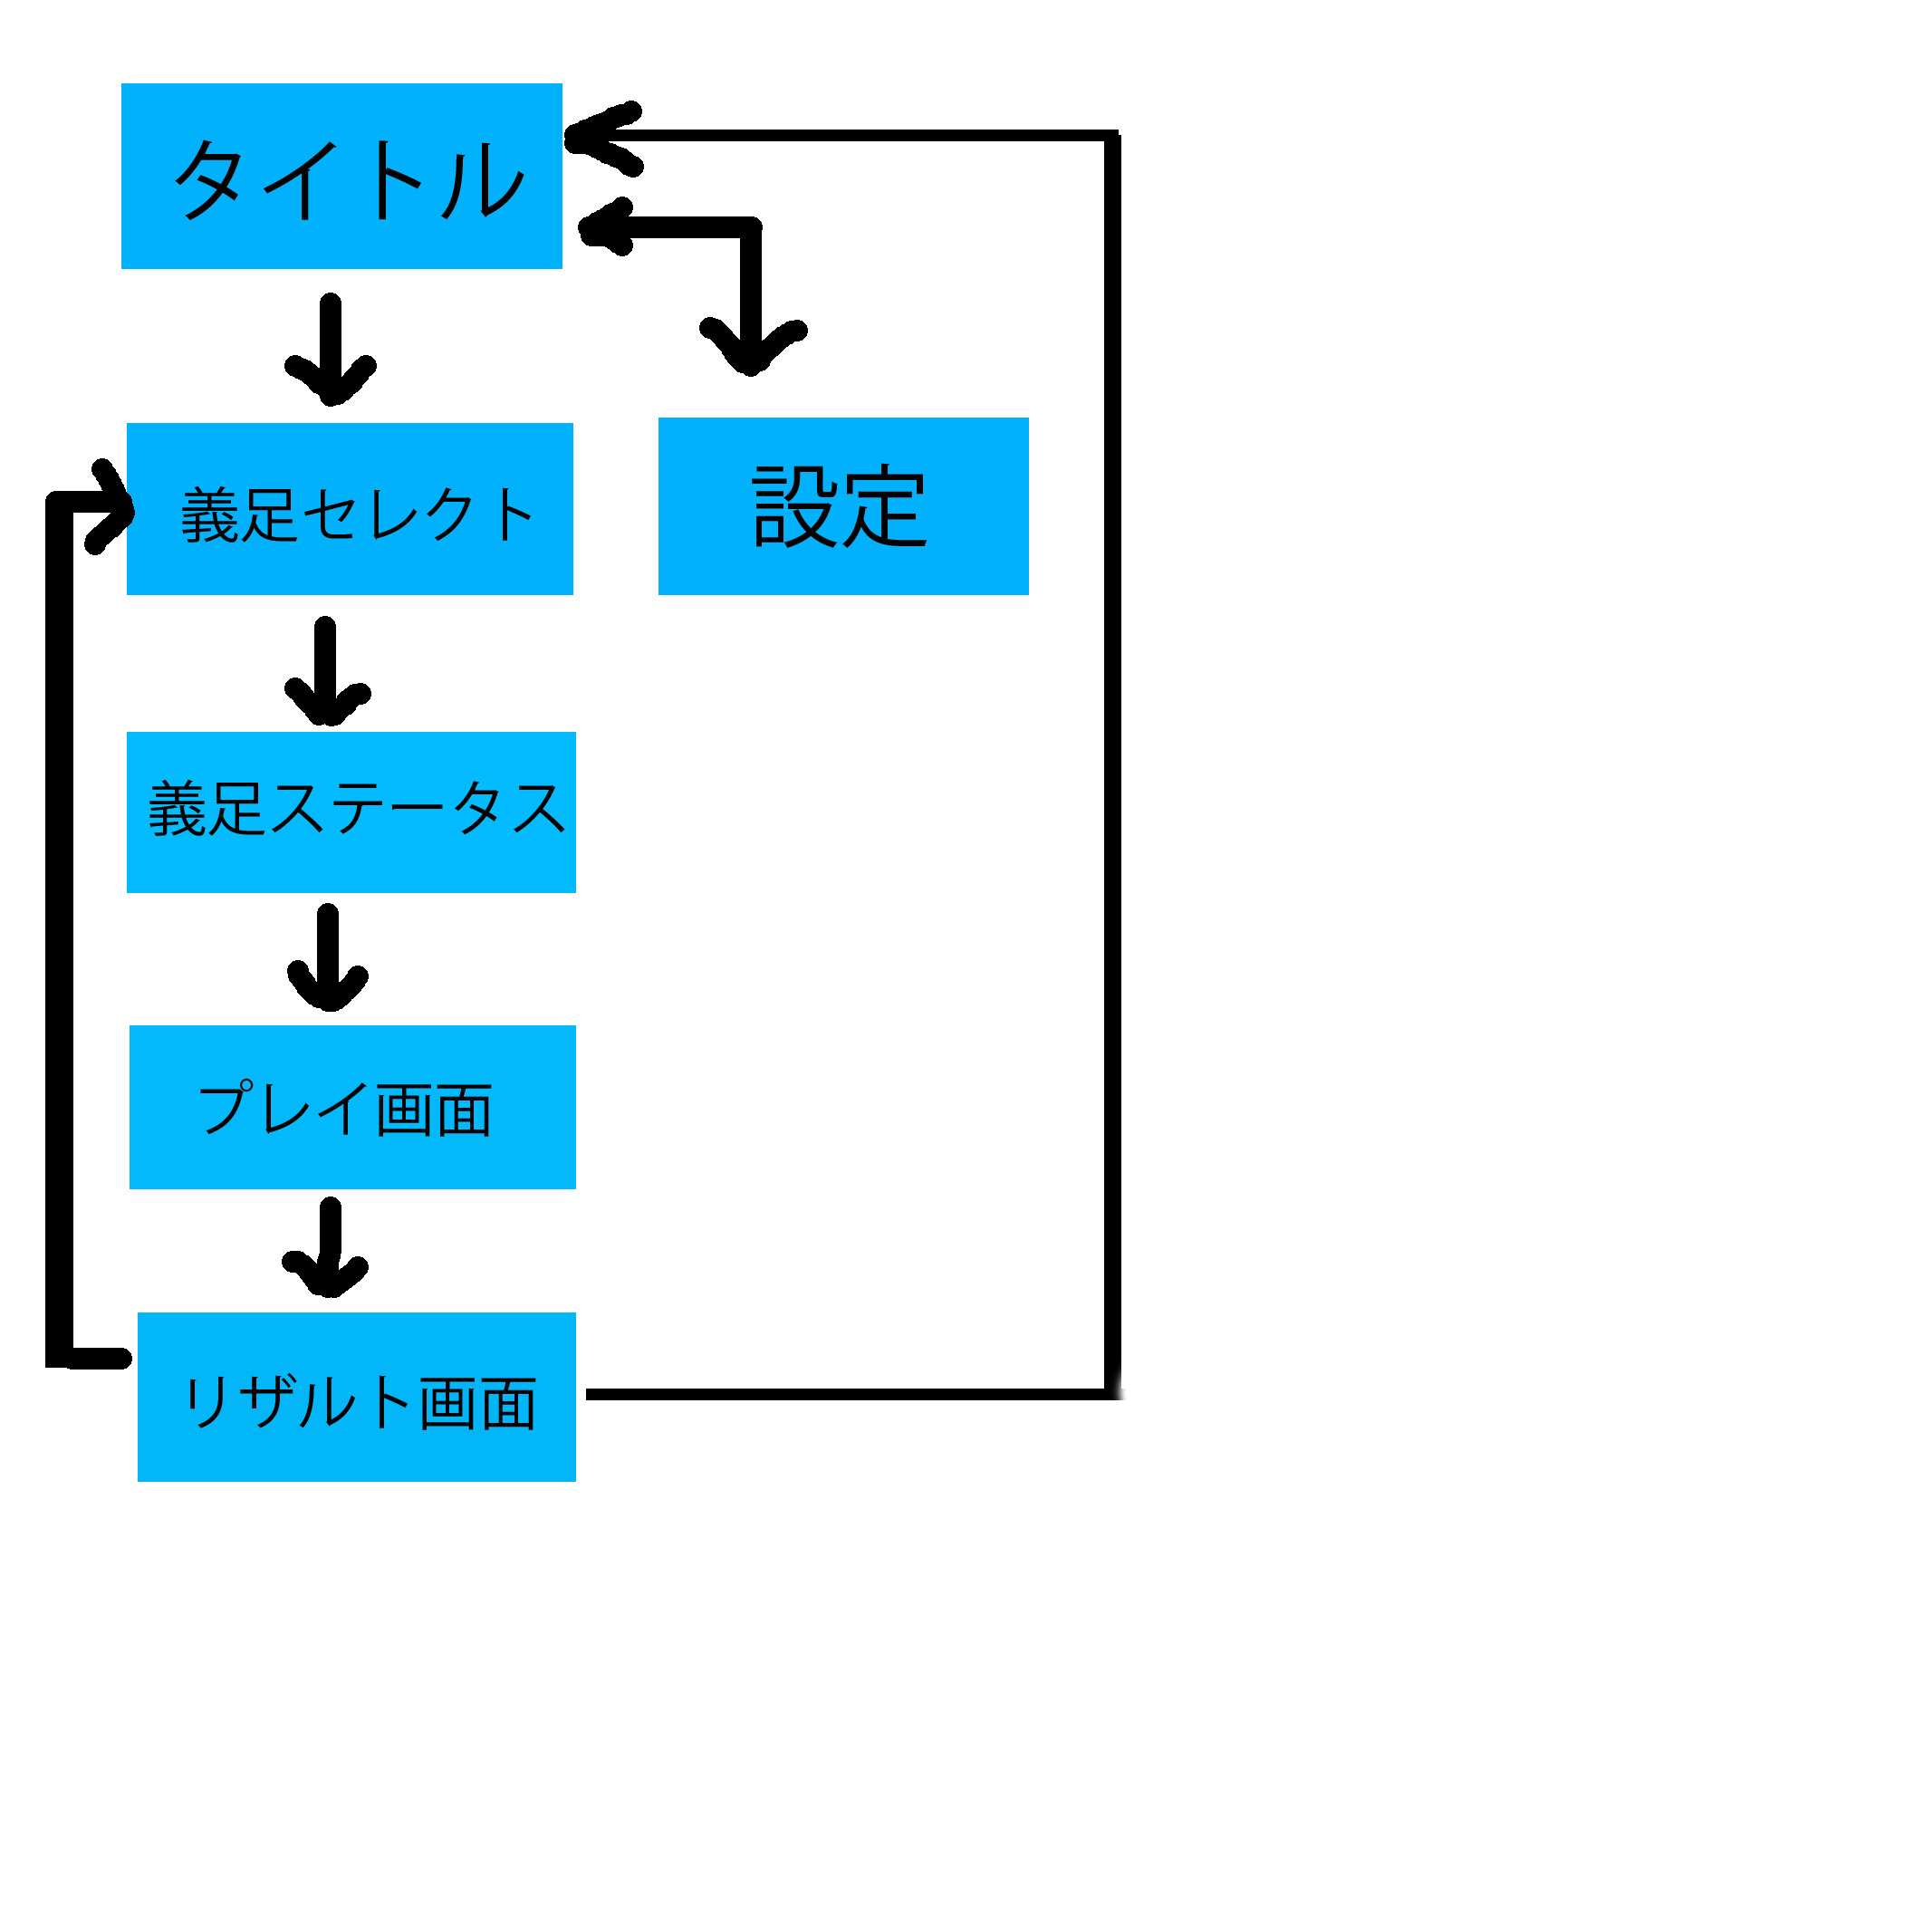 タイトル
義足セレクト
設定
義足ステータス
プレイ画面
リザルト画面